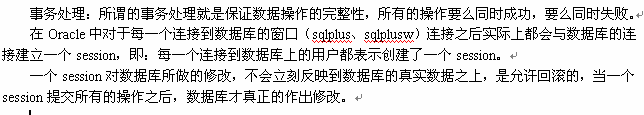 事务处理：所谓的事务处理就是保证数据操作的完整性，所有的操作要么同时成功，要么同时失败。
在 Oracle 中对于每一个连接到数据库的窗口（sqlplus、sqlplusw）连接之后实际上都会与数据库的连
接建立一个 session，即：每一个连接到数据库上的用户都表示创建了一个 session。
一个 session 对数据库所做的修改，不会立刻反映到数据库的真实数据之上，是允许回滚的，当一个
session 提交所有的操作之后，数据库才真正的作出修改。